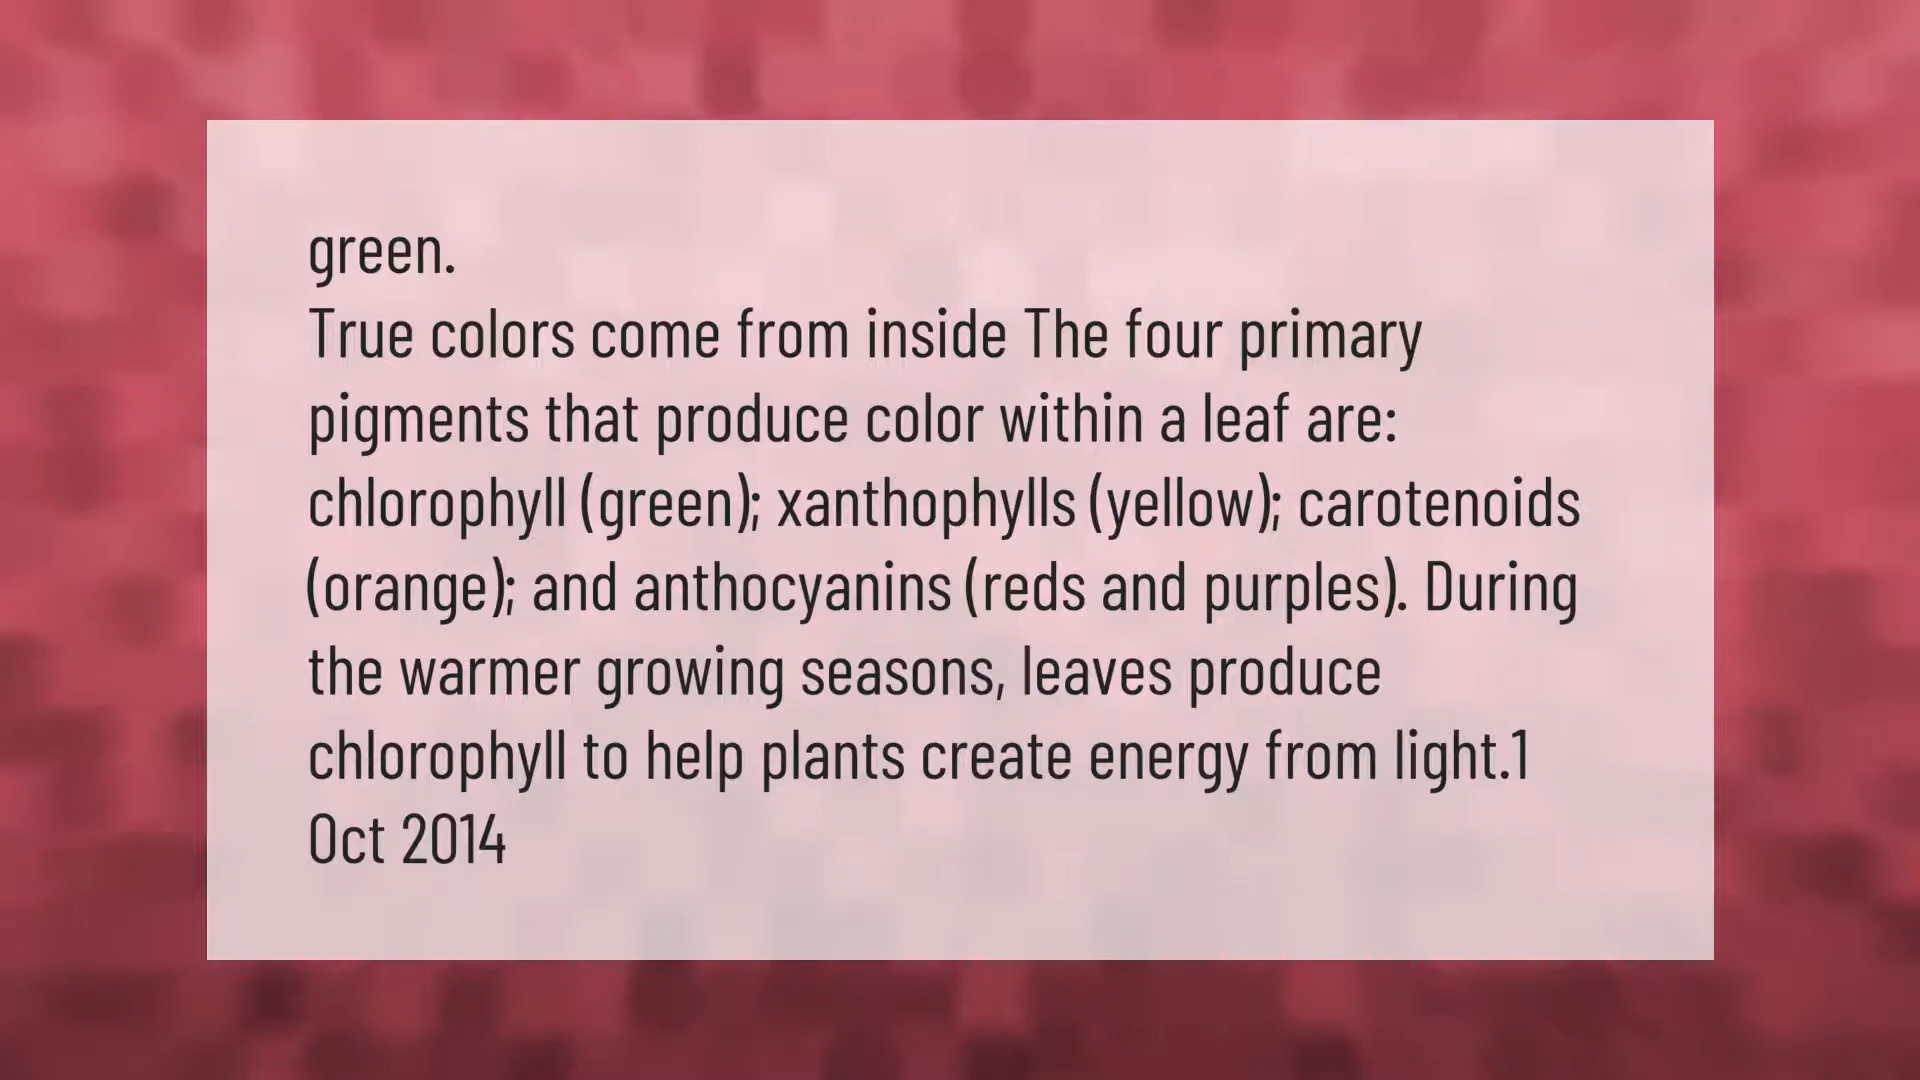 green.
True colors come from inside The four primary
pigments that produce color within a leaf are:
chlorophyll (green); xanthophylls (yellow); carotenoids
(orange); and anthocyanins (reds and purples). During
the warmer growing seasons, leaves produce
chlorophyll to help plants create energy from light.1
Oct 2014